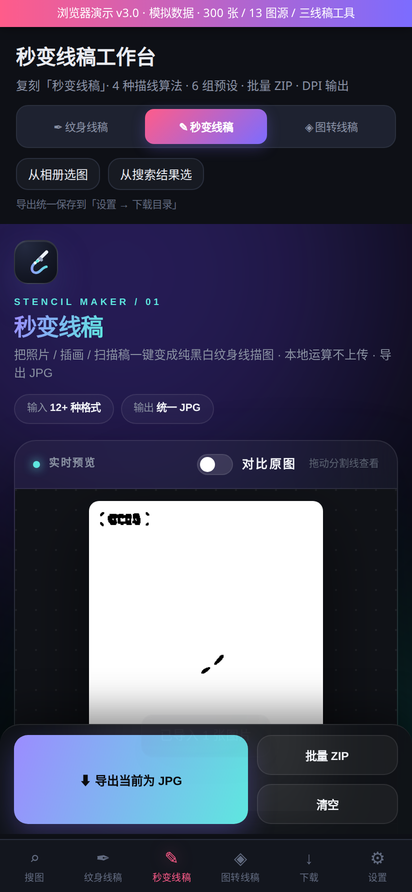 浏览器演示 v3.0 · 模拟数据 · 300 张 / 13 图源 / 三线稿工具
秒变线稿工作台
复刻「秒变线稿」· 4 种描线算法 · 6 组预设 · 批量 ZIP · DPI 输出
✒ 纹身线稿
✎ 秒变线稿
◈ 图转线稿
从相册选图
从搜索结果选
导出统一保存到「设置 → 下载目录」
STENCIL MAKER / 01
秒变线稿
把照片 / 插画 / 扫描稿一键变成纯黑白纹身线描图 · 本地运算不上传 · 导
出 JPG
输入 12+ 种格式
输出 统一 JPG
实时预览
对比原图
拖动分割线查看
⬇ 导出当前为 JPG
批量 ZIP
清空
搜图
纹身线稿
秒变线稿
图转线稿
下载
设置